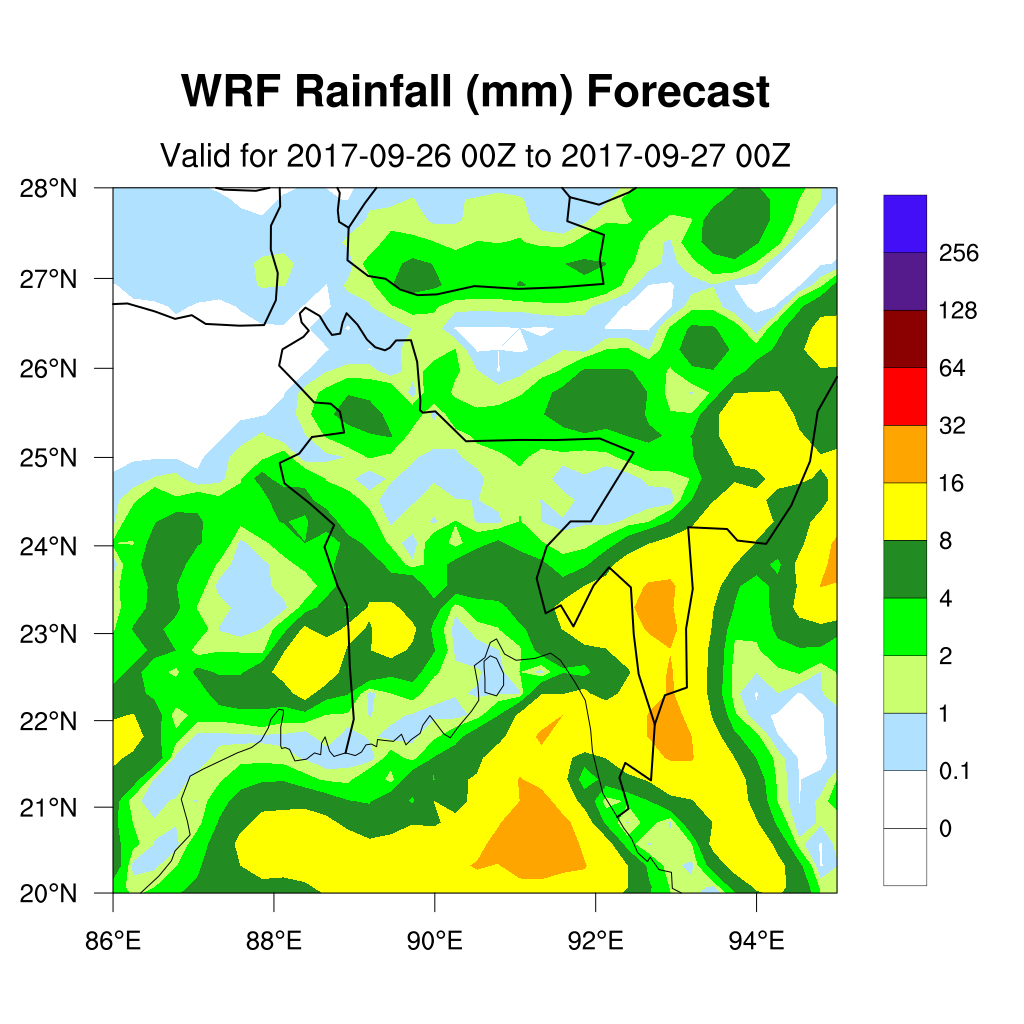 WRF Rainfall (mm) Forecast
Valid for 2017-09-26 00Z to 2017-09-27 00Z
28°N
27°N
26°N
25°N
24°N
23°N
22°N
21°N
20°N
86°E 88°E 90°E 92°E 94°E
256
128
64
32
16
8
4
2
1
0.1
0